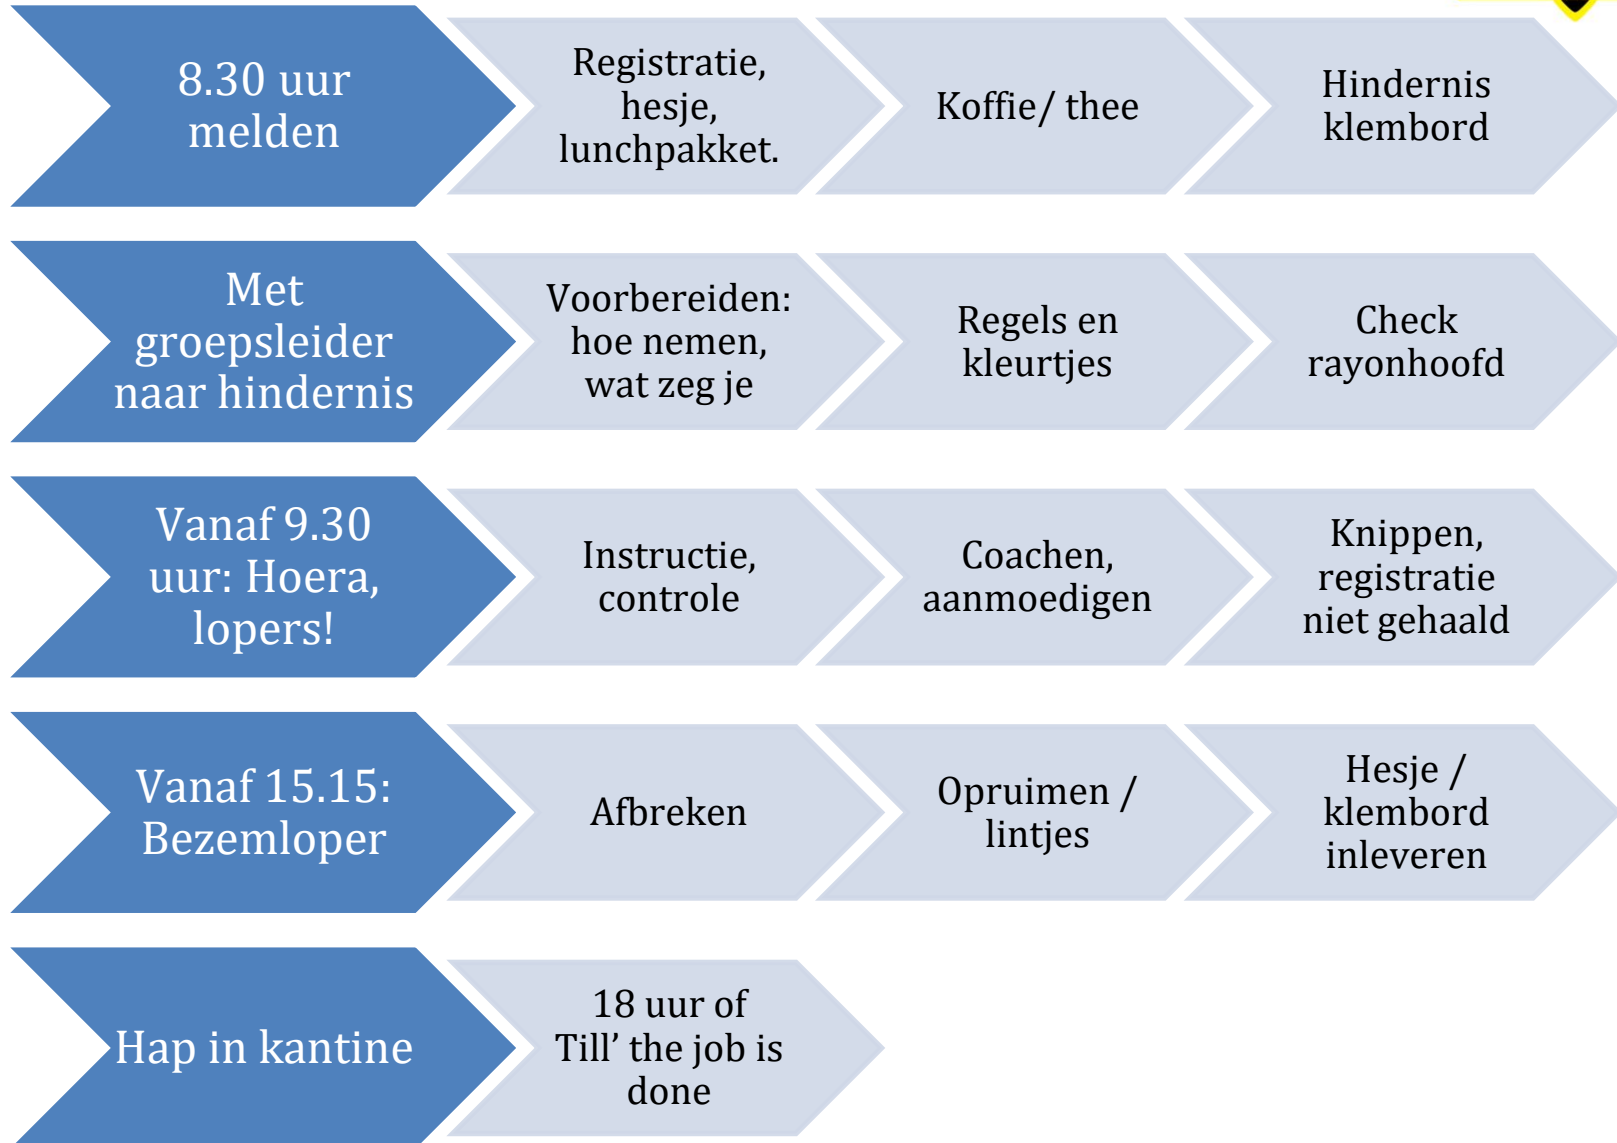 8.30 uur
melden
Registratie,
hesje,
lunchpakket.
Koffie/ thee
Hindernis
klembord
Met
groepsleider
naar hindernis
Voorbereiden:
hoe nemen,
wat zeg je
Regels en
kleurtjes
Check
rayonhoofd
Vanaf 9.30
uur: Hoera,
lopers!
Instructie,
controle
Coachen,
aanmoedigen
Knippen,
registratie
niet gehaald
Vanaf 15.15:
Bezemloper
Afbreken
Opruimen /
lintjes
Hesje /
klembord
inleveren
Hap in kantine
18 uur of
Till’ the job is
done